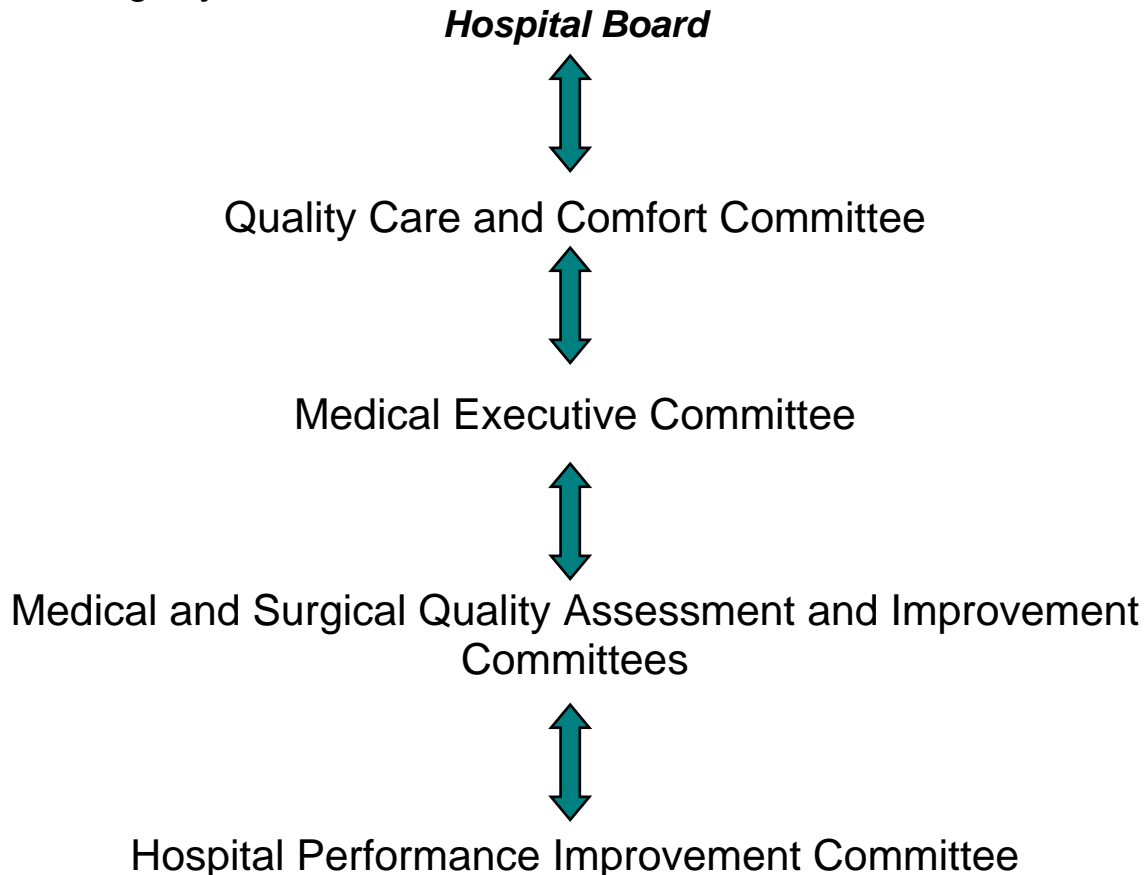 Hospital Board
Quality Care and Comfort Committee
Medical Executive Committee
Medical and Surgical Quality Assessment and Improvement
Committees
Hospital Performance Improvement Committee